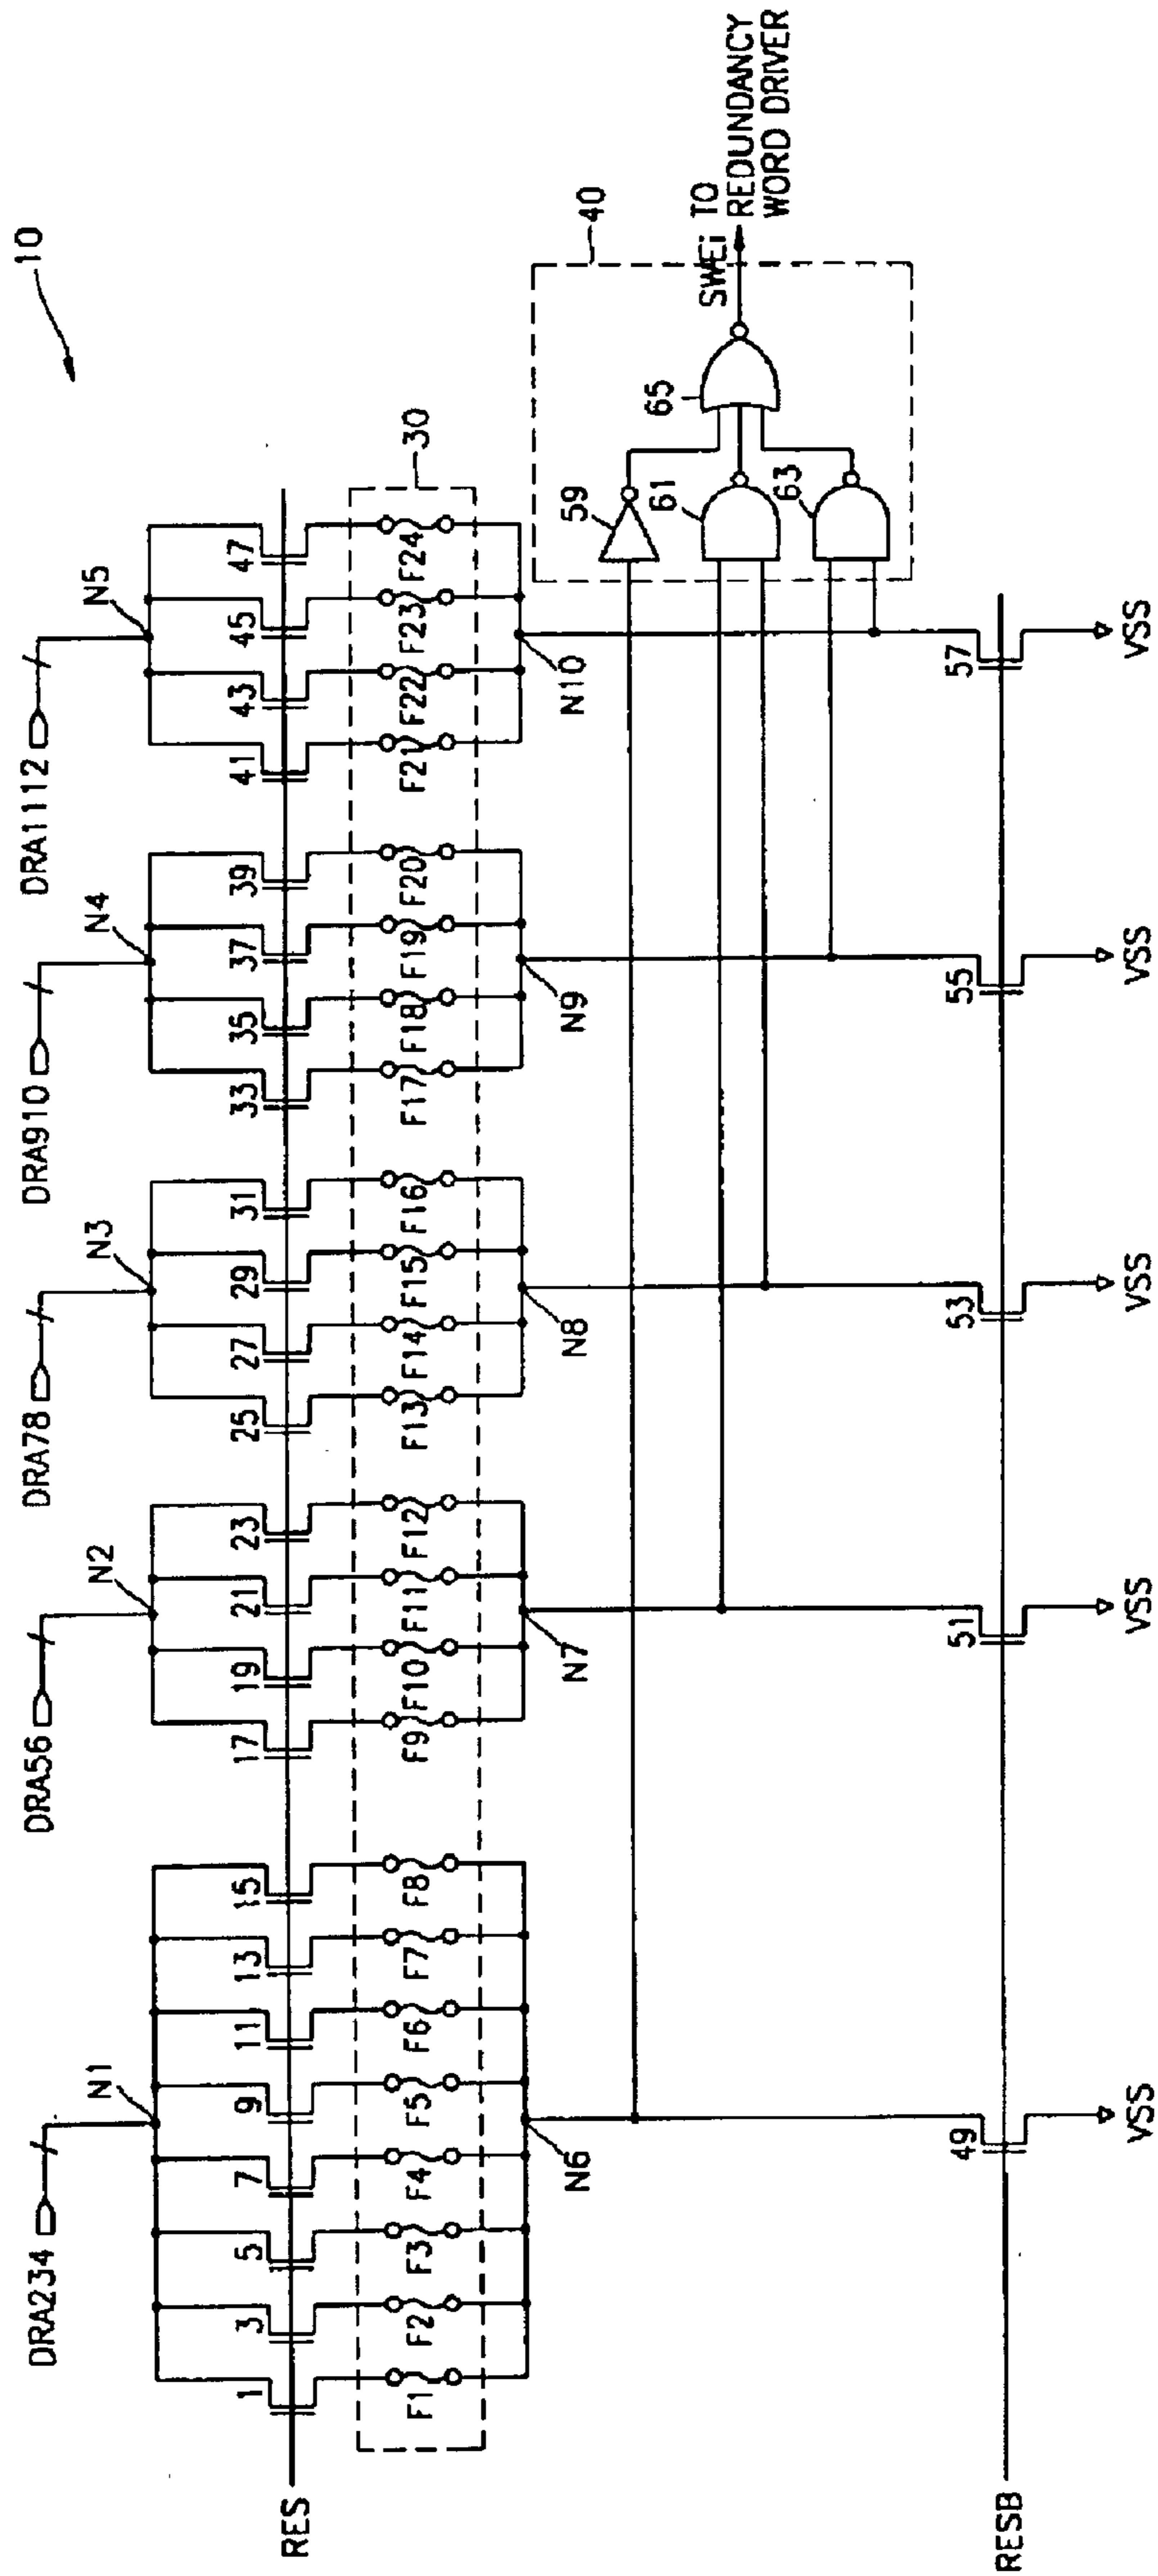 10
DRA234
DRA56
DRA78
DRA910
DRA1112
N1
N2
N3
N4
N5
RES
1
3
5
7
9
11
13
15
17
19
21
23
25
27
29
31
33
35
37
39
41
43
45
47
30
F1
F2
F3
F4
F5
F6
F7
F8
F9
F10
F11
F12
F13
F14
F15
F16
F17
F18
F19
F20
F21
F22
F23
F24
N6
N7
N8
N9
N10
40
59
61
63
65
SWEi TO
REDUNDANCY
WORD DRIVER
RESB
49
51
53
55
57
VSS
VSS
VSS
VSS
VSS